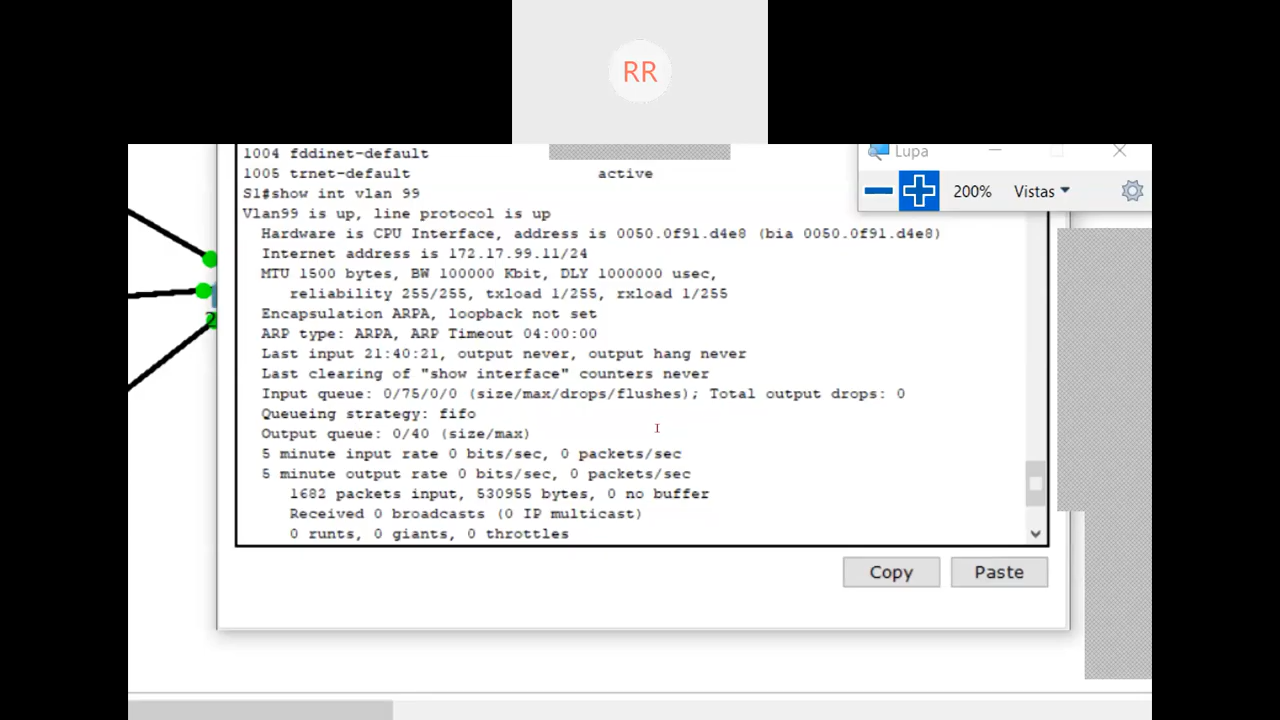 RR
Lupa
200%
Vistas
1004 fddinet-default
1005 trnet-default active
S1#show int vlan 99
Vlan99 is up, line protocol is up
Hardware is CPU Interface, address is 0050.0f91.d4e8 (bia 0050.0f91.d4e8)
Internet address is 172.17.99.11/24
MTU 1500 bytes, BW 100000 Kbit, DLY 1000000 usec,
reliability 255/255, txload 1/255, rxload 1/255
Encapsulation ARPA, loopback not set
ARP type: ARPA, ARP Timeout 04:00:00
Last input 21:40:21, output never, output hang never
Last clearing of "show interface" counters never
Input queue: 0/75/0/0 (size/max/drops/flushes); Total output drops: 0
Queueing strategy: fifo
Output queue: 0/40 (size/max)
5 minute input rate 0 bits/sec, 0 packets/sec
5 minute output rate 0 bits/sec, 0 packets/sec
1682 packets input, 530955 bytes, 0 no buffer
Received 0 broadcasts (0 IP multicast)
0 runts, 0 giants, 0 throttles
Copy Paste